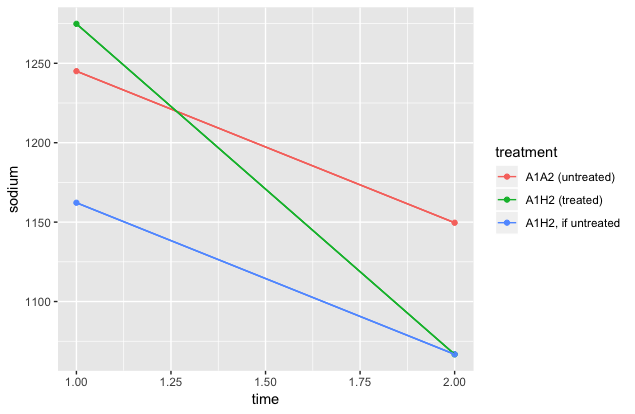 1250
1200
1150
1100
sodium
1.00
1.25
1.50
1.75
2.00
time
treatment
A1A2 (untreated)
A1H2 (treated)
A1H2, if untreated